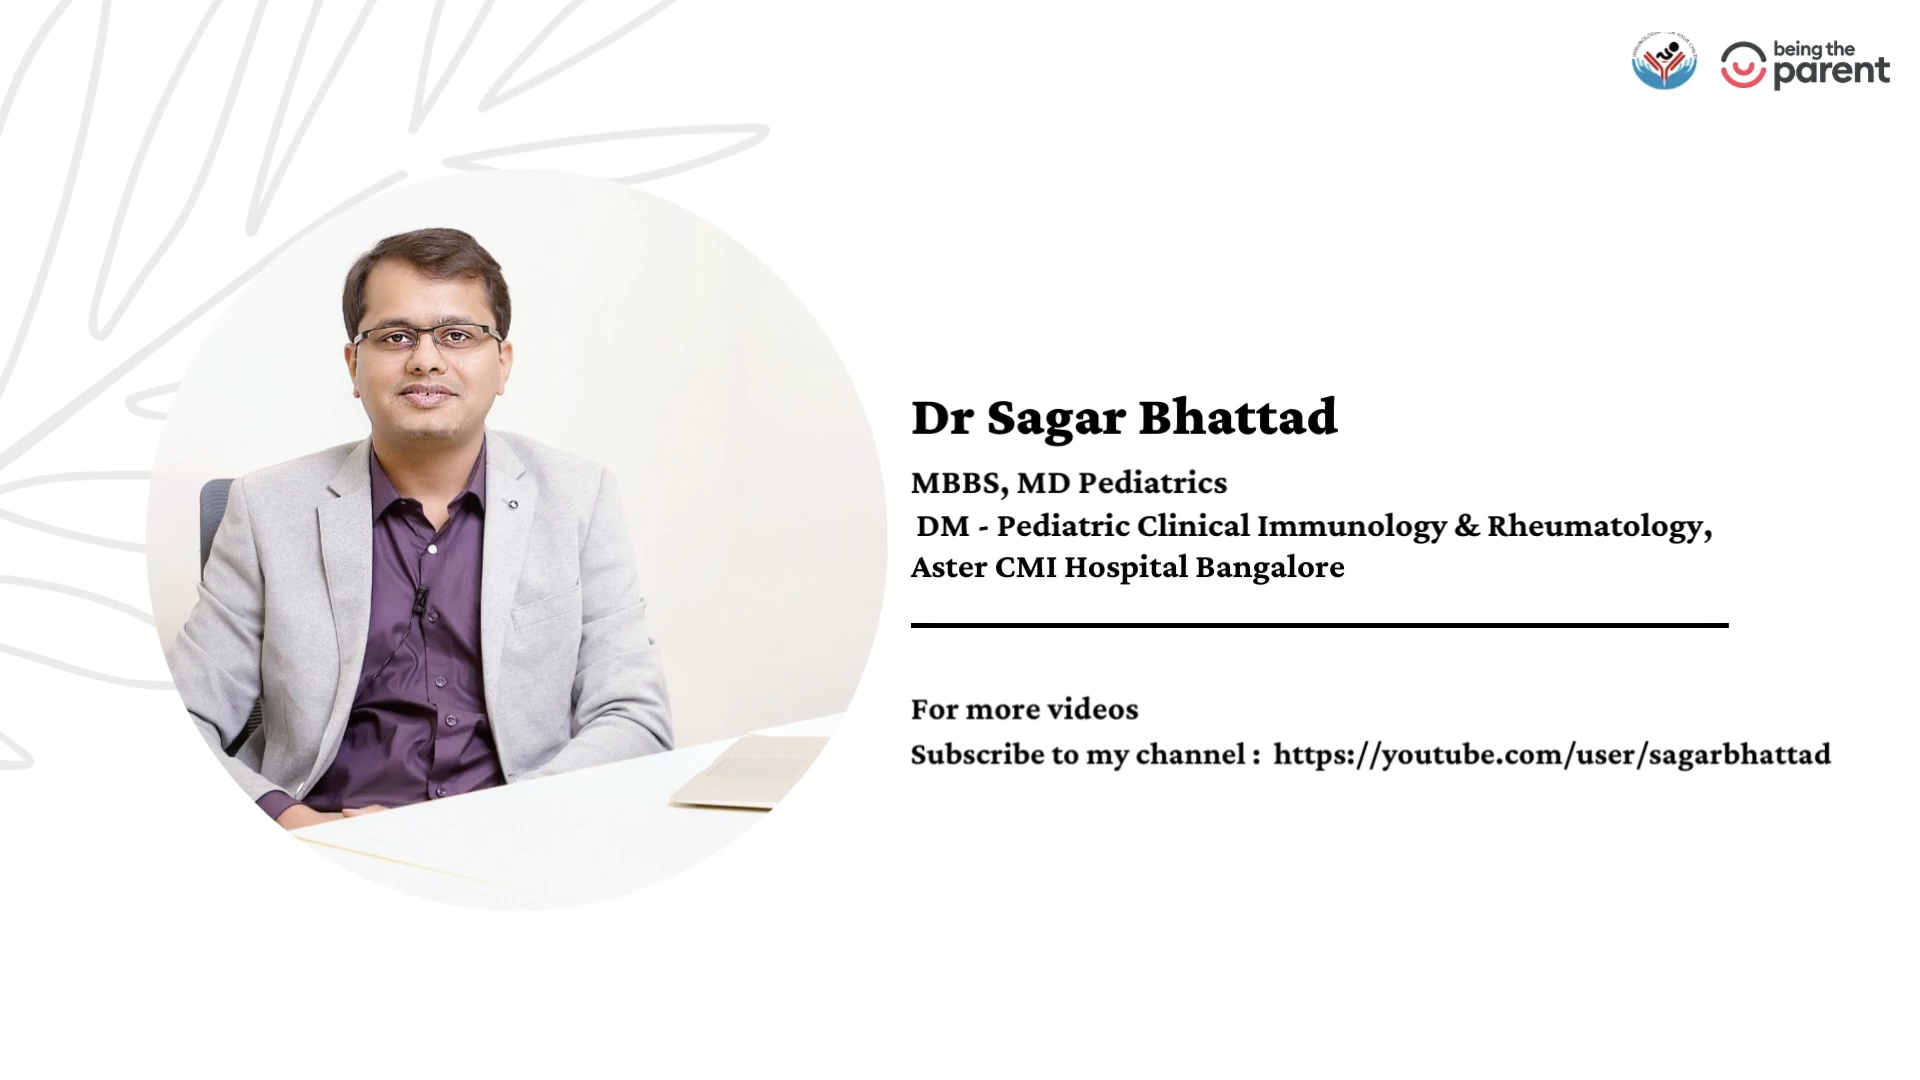 being the
parent
Dr Sagar Bhattad
MBBS, MD Pediatrics
DM - Pediatric Clinical Immunology & Rheumatology,
Aster CMI Hospital Bangalore
For more videos
Subscribe to my channel : https://youtube.com/user/sagarbhattad